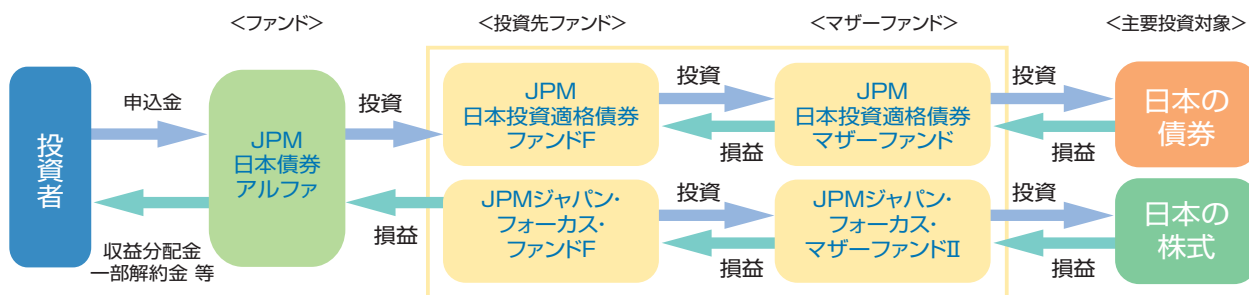 <ファンド>
<投資先ファンド>
<マザーファンド>
<主要投資対象>
投資者
申込金
収益分配金
一部解約金 等
JPM
日本債券
アルファ
投資
損益
JPM
日本投資適格債券
ファンドF
投資
損益
JPM
日本投資適格債券
マザーファンド
投資
損益
日本の
債券
JPMジャパン・
フォーカス・
ファンドF
投資
損益
JPMジャパン・
フォーカス・
マザーファンドⅡ
投資
損益
日本の
株式